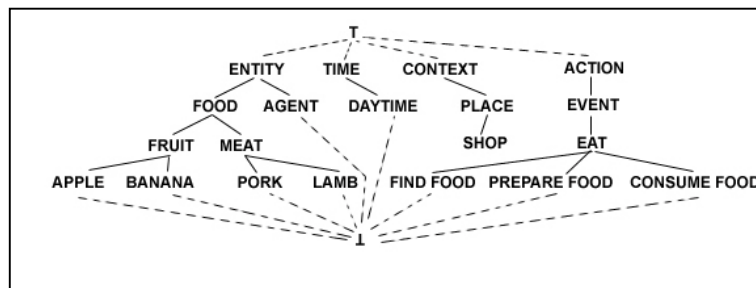 T
ENTITY TIME CONTEXT ACTION
FOOD AGENT DAYTIME PLACE EVENT
FRUIT MEAT SHOP EAT
APPLE BANANA PORK LAMB FIND FOOD PREPARE FOOD CONSUME FOOD
⊥